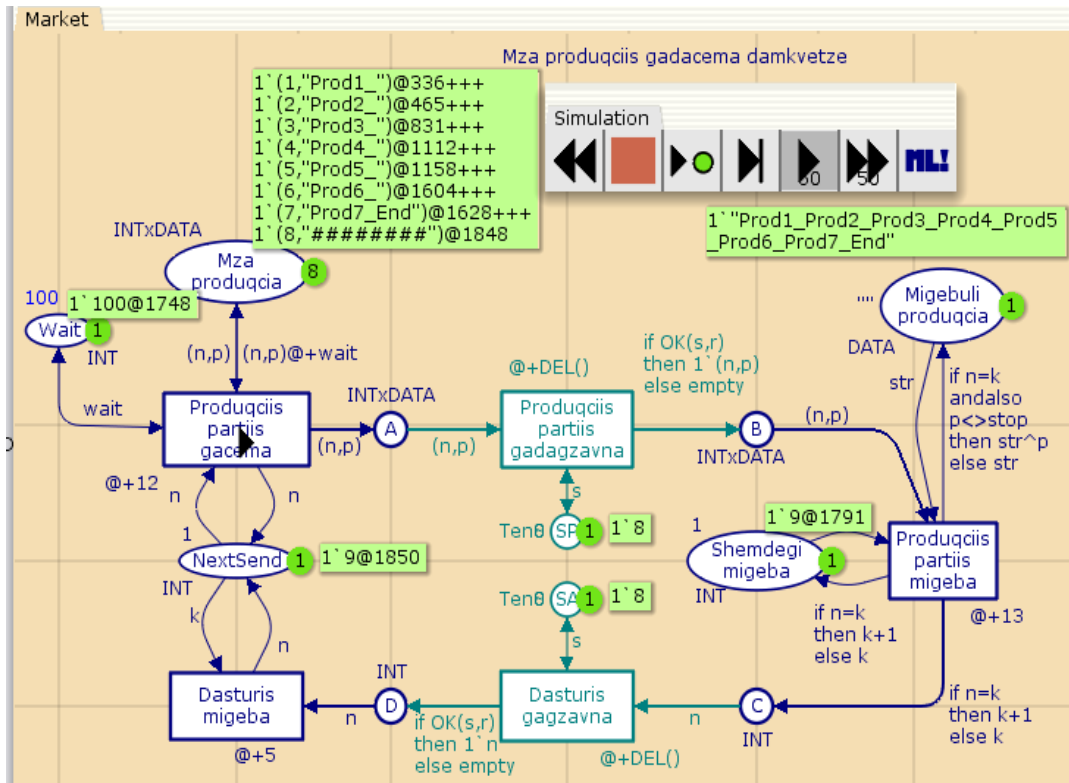 Market
Mza produqciis gadacema damkvetze
1`(1,"Prod1_")@336+++
1`(2,"Prod2_")@465+++
1`(3,"Prod3_")@831+++
1`(4,"Prod4_")@1112+++
1`(5,"Prod5_")@1158+++
1`(6,"Prod6_")@1604+++
1`(7,"Prod7_End")@1628+++
1`(8,"########")@1848
Simulation
50
ML!
1`"Prod1_Prod2_Prod3_Prod4_Prod5
_Prod6_Prod7_End"
INTxDATA
Mza
produqcia
8
100
1`100@1748
Wait
1
INT
""
Migebuli
produqcia
1
DATA
(n,p)
(n,p)@+wait
wait
if OK(s,r)
then 1`(n,p)
else empty
@+DEL()
str
if n=k
andalso
p<>stop
then str^p
else str
Produqciis
partiis
gacema
@+12
(n,p)
INTxDATA
A
(n,p)
Produqciis
partiis
gadagzavna
B
INTxDATA
(n,p)
n
n
s
Ten0
SP
1
1`8
1
NextSend
1
1`9@1850
INT
1
1`9@1791
Shemdegi
migeba
1
INT
Produqciis
partiis
migeba
@+13
if n=k
then k+1
else k
Ten0
SA
1
1`8
s
k
n
Dasturis
migeba
@+5
n
INT
D
if OK(s,r)
then 1`n
else empty
Dasturis
gagzavna
@+DEL()
n
C
INT
if n=k
then k+1
else k